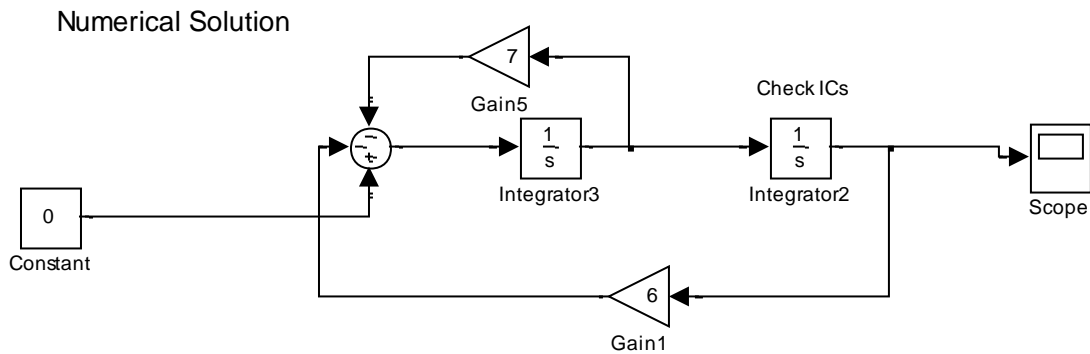 Numerical Solution
7
Gain5
Check ICs
1
s
Integrator3
1
s
Integrator2
Scope
0
Constant
6
Gain1